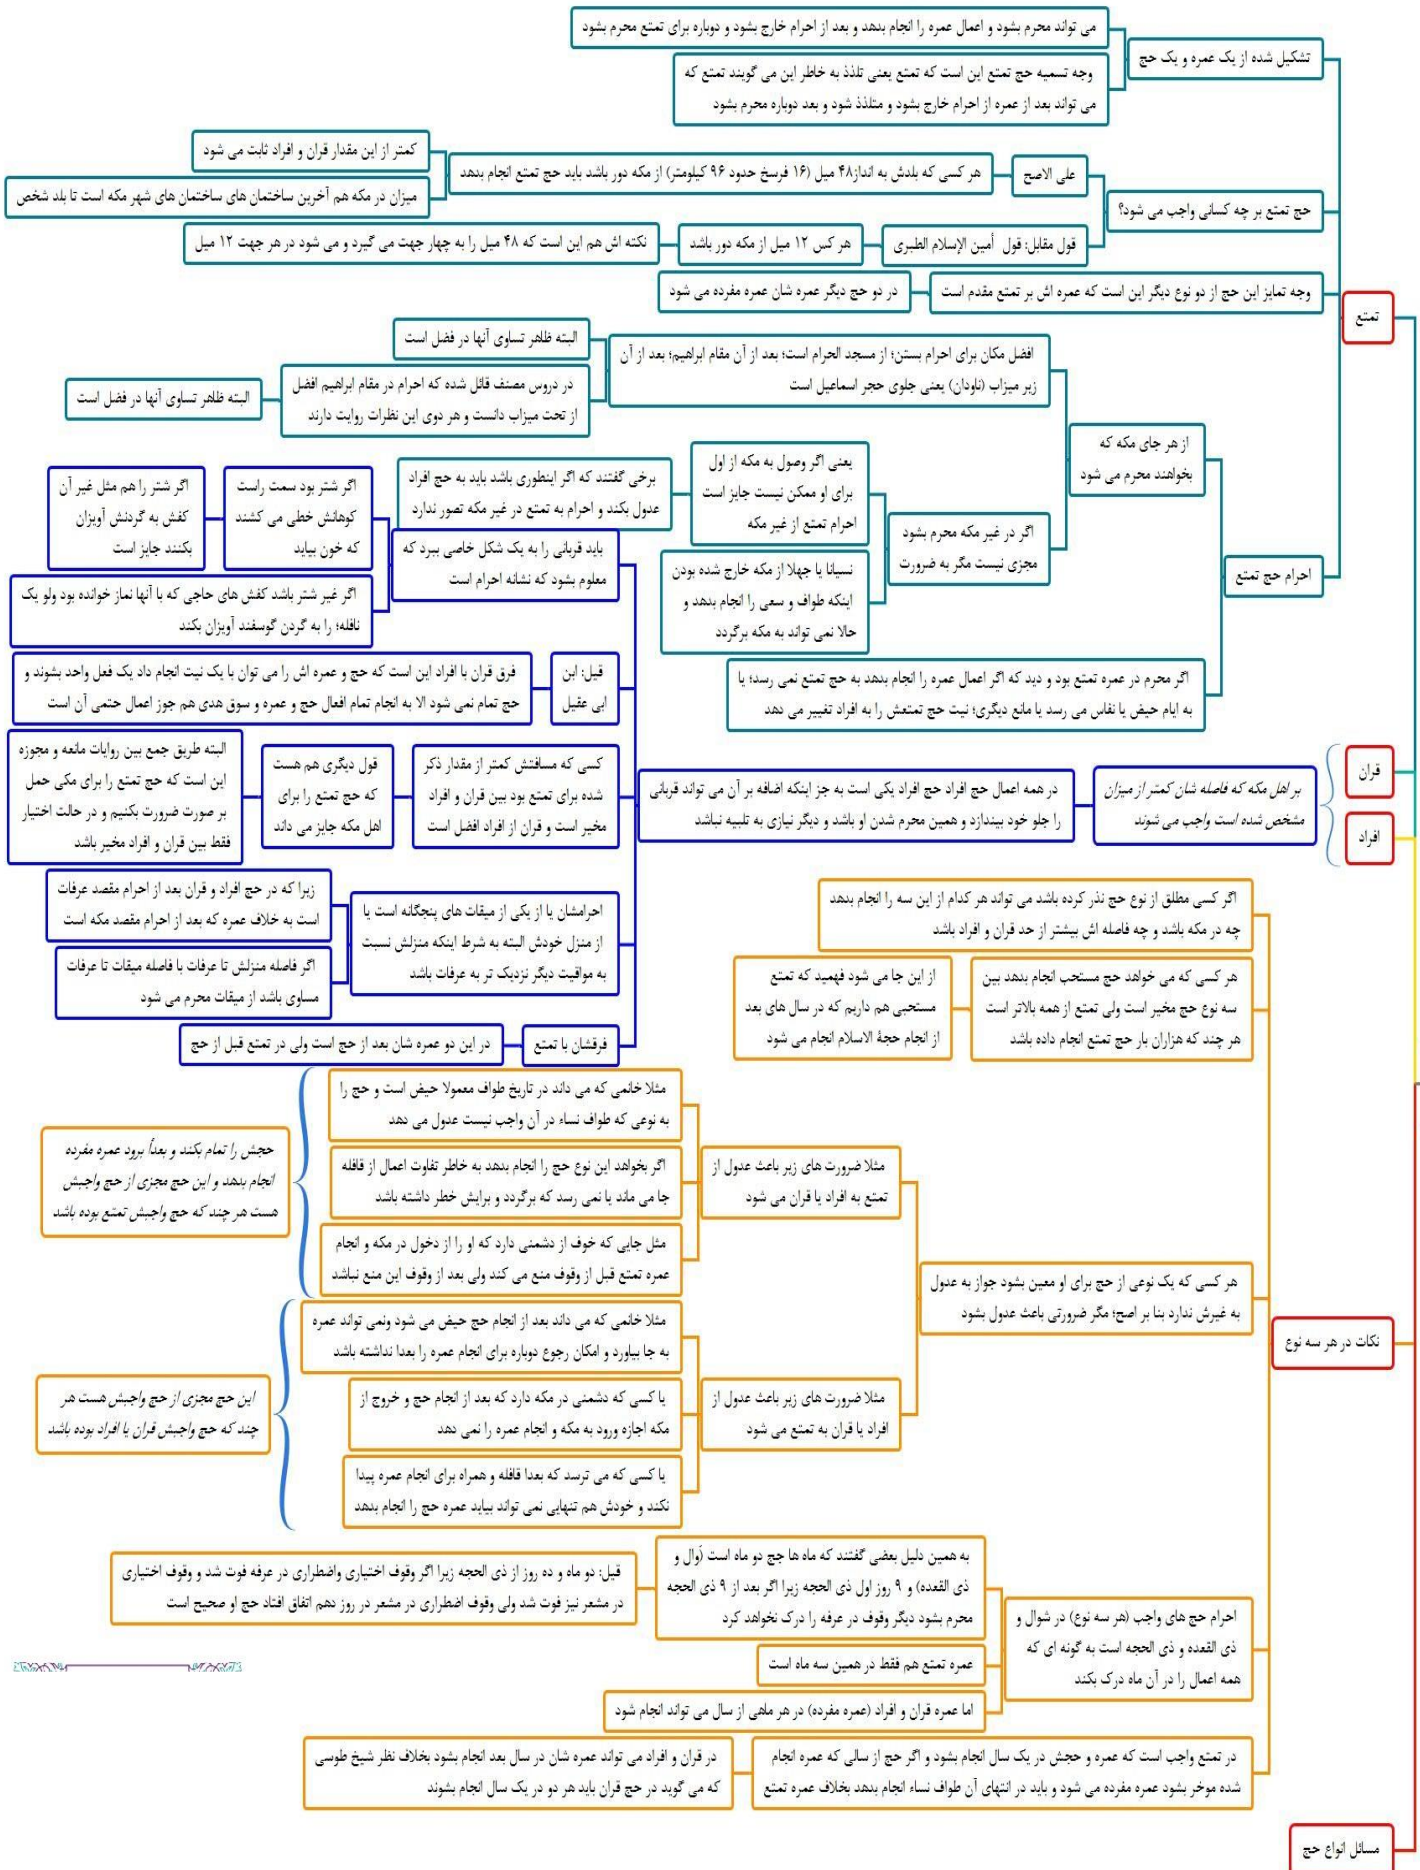 تمتع
تشکیل شده از یک عمره و یک حج
می تواند محرم بشود و اعمال عمره را انجام بدهد و بعد از احرام خارج بشود و دوباره برای تمتع محرم بشود
وجه تسمیه حج تمتع این است که تمتع یعنی تلذذ به خاطر این می گویند تمتع که
می تواند بعد از عمره از احرام خارج بشود و متلذذ شود و بعد دوباره محرم بشود
حج تمتع بر چه کسانی واجب می شود؟
علی الاصح
هر کسی که بلدش به انداز۴۸ میل (۱۶ فرسخ حدود ۹۶ کیلومتر) از مکه دور باشد باید حج تمتع انجام بدهد
کمتر از این مقدار قران و افراد ثابت می شود
میزان در مکه هم آخرین ساختمان های ساختمان های شهر مکه است تا بلد شخص
قول مقابل: قول أمین الإسلام الطبری
هر کس ۱۲ میل از مکه دور باشد
نکته اش هم این است که ۴۸ میل را به چهار جهت می گیرد و می شود در هر جهت ۱۲ میل
وجه تمایز این حج از دو نوع دیگر این است که عمره اش بر تمتع مقدم است
در دو حج دیگر عمره شان عمره مفرده می شود
احرام حج تمتع
از هر جای مکه که
بخواهند محرم می شود
افضل مکان برای احرام بستن؛ از مسجد الحرام است؛ بعد از آن مقام ابراهیم؛ بعد از آن
زیر میزاب (ناودان) یعنی جلوی حجر اسماعیل است
البته ظاهر تساوی آنها در فضل است
در دروس مصنف قائل شده که احرام در مقام ابراهیم افضل
از تحت میزاب دانست و هر دوی این نظرات روایت دارند
البته ظاهر تساوی آنها در فضل است
اگر در غیر مکه محرم بشود
مجزی نیست مگر به ضرورت
یعنی اگر وصول به مکه از اول
برای او ممکن نیست جایز است
احرام تمتع از غیر مکه
برخی گفتند که اگر اینطوری باشد باید به حج افراد
عدول بکند و احرام به تمتع در غیر مکه تصور ندارد
نسیانا یا جهلا از مکه خارج شده بودن
اینکه طواف و سعی را انجام بدهد و
حالا نمی تواند به مکه برگردد
اگر محرم در عمره تمتع بود و دید که اگر اعمال عمره را انجام بدهد به حج تمتع نمی رسد؛ یا
به ایام حیض یا نفاس می رسد یا مانع دیگری؛ نیت حج تمتعش را به افراد تغییر می دهد
قران
افراد
بر اهل مکه که فاصله شان کمتر از میزان
مشخص شده است واجب می شوند
در همه اعمال حج افراد حج افراد یکی است به جز اینکه اضافه بر آن می تواند قربانی
را جلو خود بیندازد و همین محرم شدن او باشد و دیگر نیازی به تلبیه نباشد
باید قربانی را به یک شکل خاصی ببرد که
معلوم بشود که نشانه احرام است
اگر شتر بود سمت راست
کوهانش خطی می کشند
که خون بیاید
اگر شتر را هم مثل غیر آن
کفش به گردنش آویزان
بکنند جایز است
اگر غیر شتر باشد کفش های حاجی که با آنها نماز خوانده بود ولو یک
نافله؛ را به گردن گوسفند آویزان بکند
قیل: ابن
ابی عقیل
فرق قران با افراد این است که حج و عمره اش را می توان با یک نیت انجام داد یک فعل واحد بشوند و
حج تمام نمی شود الا به انجام تمام افعال حج و عمره و سوق هدی هم جوز اعمال حتمی آن است
کسی که مسافتش کمتر از مقدار ذکر
شده برای تمتع بود بین قران و افراد
مخیر است و قران از افراد افضل است
قول دیگری هم هست
که حج تمتع را برای
اهل مکه جایز می داند
البته طریق جمع بین روایات مانعه و مجوزه
این است که حج تمتع را برای مکی حمل
بر صورت ضرورت بکنیم و در حالت اختیار
فقط بین قران و افراد مخیر باشد
احرامشان یا از یکی از میقات های پنجگانه است یا
از منزل خودش البته به شرط اینکه منزلش نسبت
به مواقیت دیگر نزدیک تر به عرفات باشد
زیرا که در حج افراد و قران بعد از احرام مقصد عرفات
است به خلاف عمره که بعد از احرام مقصد مکه است
اگر فاصله منزلش تا عرفات با فاصله میقات تا عرفات
مساوی باشد از میقات محرم می شود
فرقشان با تمتع
در این دو عمره شان بعد از حج است ولی در تمتع قبل از حج
نکات در هر سه نوع
اگر کسی مطلق از نوع حج نذر کرده باشد می تواند هر کدام از این سه را انجام بدهد
چه در مکه باشد و چه فاصله اش بیشتر از حد قران و افراد باشد
هر کسی که می خواهد حج مستحب انجام بدهد بین
سه نوع حج مخیر است ولی تمتع از همه بالاتر است
هر چند که هزاران بار حج تمتع انجام داده باشد
از این جا می شود فهمید که تمتع
مستحبی هم داریم که در سال های بعد
از انجام حجة الاسلام انجام می شود
هر کسی که یک نوعی از حج برای او معین بشود جواز به عدول
به غیرش ندارد بنا بر اصح؛ مگر ضرورتی باعث عدول بشود
مثلا ضرورت های زیر باعث عدول از
تمتع به افراد یا قران می شود
مثلا خانمی که می داند در تاریخ طواف معمولا حیض است و حج را
به نوعی که طواف نساء در آن واجب نیست عدول می دهد
اگر بخواهد این نوع حج را انجام بدهد به خاطر تفاوت اعمال از قافله
جا می ماند یا نمی رسد که برگردد و برایش خطر داشته باشد
مثل جایی که خوف از دشمنی دارد که او را از دخول در مکه و انجام
عمره تمتع قبل از وقوف منع می کند ولی بعد از وقوف این منع نباشد
حجش را تمام بکند و بعداً برود عمره مفرده
انجام بدهد و این حج مجزی از حج واجبش
هست هر چند که حج واجبش تمتع بوده باشد
مثلا ضرورت های زیر باعث عدول از
افراد یا قران به تمتع می شود
مثلا خانمی که می داند بعد از انجام حج حیض می شود ونمی تواند عمره
به جا بیاورد و امکان رجوع دوباره برای انجام عمره را بعدا نداشته باشد
یا کسی که دشمنی در مکه دارد که بعد از انجام حج و خروج از
مکه اجازه ورود به مکه و انجام عمره را نمی دهد
یا کسی که می ترسد که بعدا قافله و همراه برای انجام عمره پیدا
نکند و خودش هم تنهایی نمی تواند بیاید عمره حج را انجام بدهد
این حج مجزی از حج واجبش هست هر
چند که حج واجبش قران یا افراد بوده باشد
احرام حج های واجب (هر سه نوع) در شوال و
ذی القعده و ذی الحجه است به گونه ای که
همه اعمال را در آن ماه درک بکند
به همین دلیل بعضی گفتند که ماه ها حج دو ماه است (وال و
ذی القعده) و ۹ روز اول ذی الحجه زیرا اگر بعد از ۹ ذی الحجه
محرم بشود دیگر وقوف در عرفه را درک نخواهد کرد
قیل: دو ماه و ده روز از ذی الحجه زیرا اگر وقوف اختیاری واضطراری در عرفه فوت شد و وقوف اختیاری
در مشعر نیز فوت شد ولی وقوف اضطراری در مشعر در روز دهم اتفاق افتاد حج او صحیح است
عمره تمتع هم فقط در همین سه ماه است
اما عمره قران و افراد (عمره مفرده) در هر ماهی از سال می تواند انجام شود
در تمتع واجب است که عمره و حجش در یک سال انجام بشود و اگر حج از سالی که عمره انجام
شده موخر بشود عمره مفرده می شود و باید در انتهای آن طواف نساء انجام بدهد بخلاف عمره تمتع
در قران و افراد می تواند عمره شان در سال بعد انجام بشود بخلاف نظر شیخ طوسی
که می گوید در حج قران باید هر دو در یک سال انجام بشوند
مسائل انواع حج